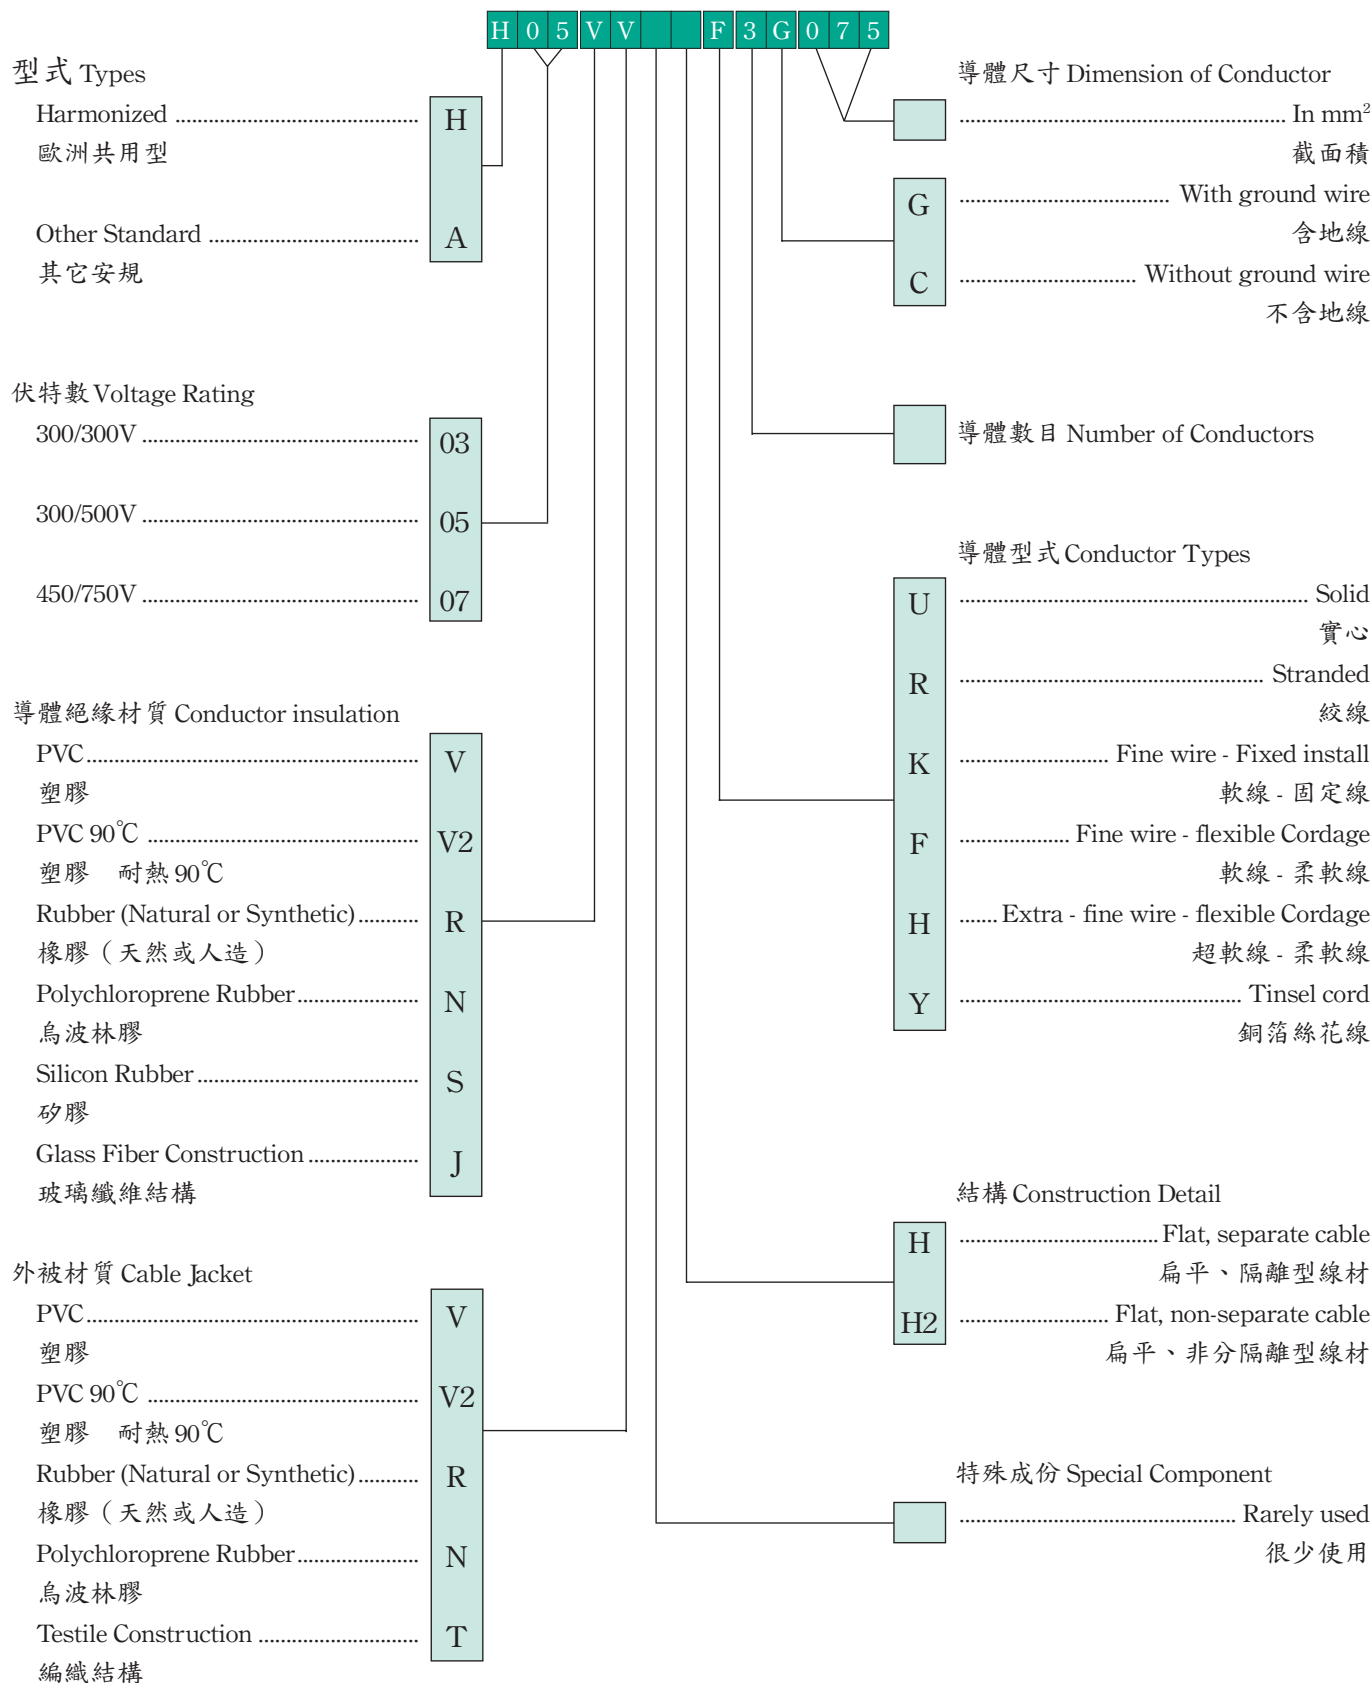 H05VV F3G075
型式 Types
Harmonized ........................................... H
歐洲共用型
Other Standard ..................................... A
其它安規
伏特數 Voltage Rating
300/300V ................................................. 03
300/500V ................................................. 05
450/750V ................................................. 07
導體絕緣材質 Conductor insulation
PVC........................................................... V
塑膠
PVC 90℃ ................................................ V2
塑膠 耐熱 90℃
Rubber (Natural or Synthetic)........... R
橡膠（天然或人造）
Polychloroprene Rubber...................... N
烏波林膠
Silicon Rubber....................................... S
矽膠
Glass Fiber Construction.................... J
玻璃纖維結構
外被材質 Cable Jacket
PVC........................................................... V
塑膠
PVC 90℃ ................................................ V2
塑膠 耐熱 90℃
Rubber (Natural or Synthetic)........... R
橡膠（天然或人造）
Polychloroprene Rubber...................... N
烏波林膠
Testile Construction ............................. T
編織結構
導體尺寸 Dimension of Conductor
.......................................................... In mm²
截面積
G ..................................... With ground wire
含地線
C ............................... Without ground wire
不含地線
導體數目 Number of Conductors
導體型式 Conductor Types
U .............................................................. Solid
實心
R ...................................................... Stranded
絞線
K .......................... Fine wire - Fixed install
軟線 - 固定線
F .................... Fine wire - flexible Cordage
軟線 - 柔軟線
H ....... Extra - fine wire - flexible Cordage
超軟線 - 柔軟線
Y .................................................. Tinsel cord
銅箔絲花線
結構 Construction Detail
H ................................... Flat, separate cable
扁平、隔離型線材
H2 .......................... Flat, non-separate cable
扁平、非分隔離型線材
特殊成份 Special Component
................................................. Rarely used
很少使用